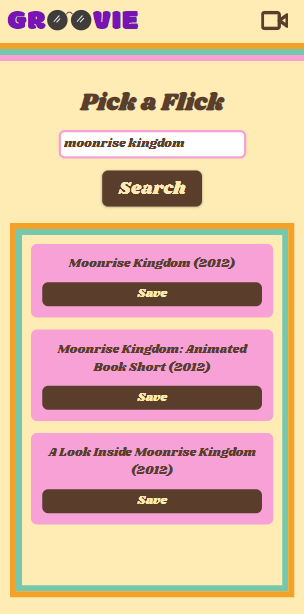 GROOVIE
Pick a Flick
moonrise kingdom
Search
Moonrise Kingdom (2012)
Save
Moonrise Kingdom: Animated
Book Short (2012)
Save
A Look Inside Moonrise Kingdom
(2012)
Save